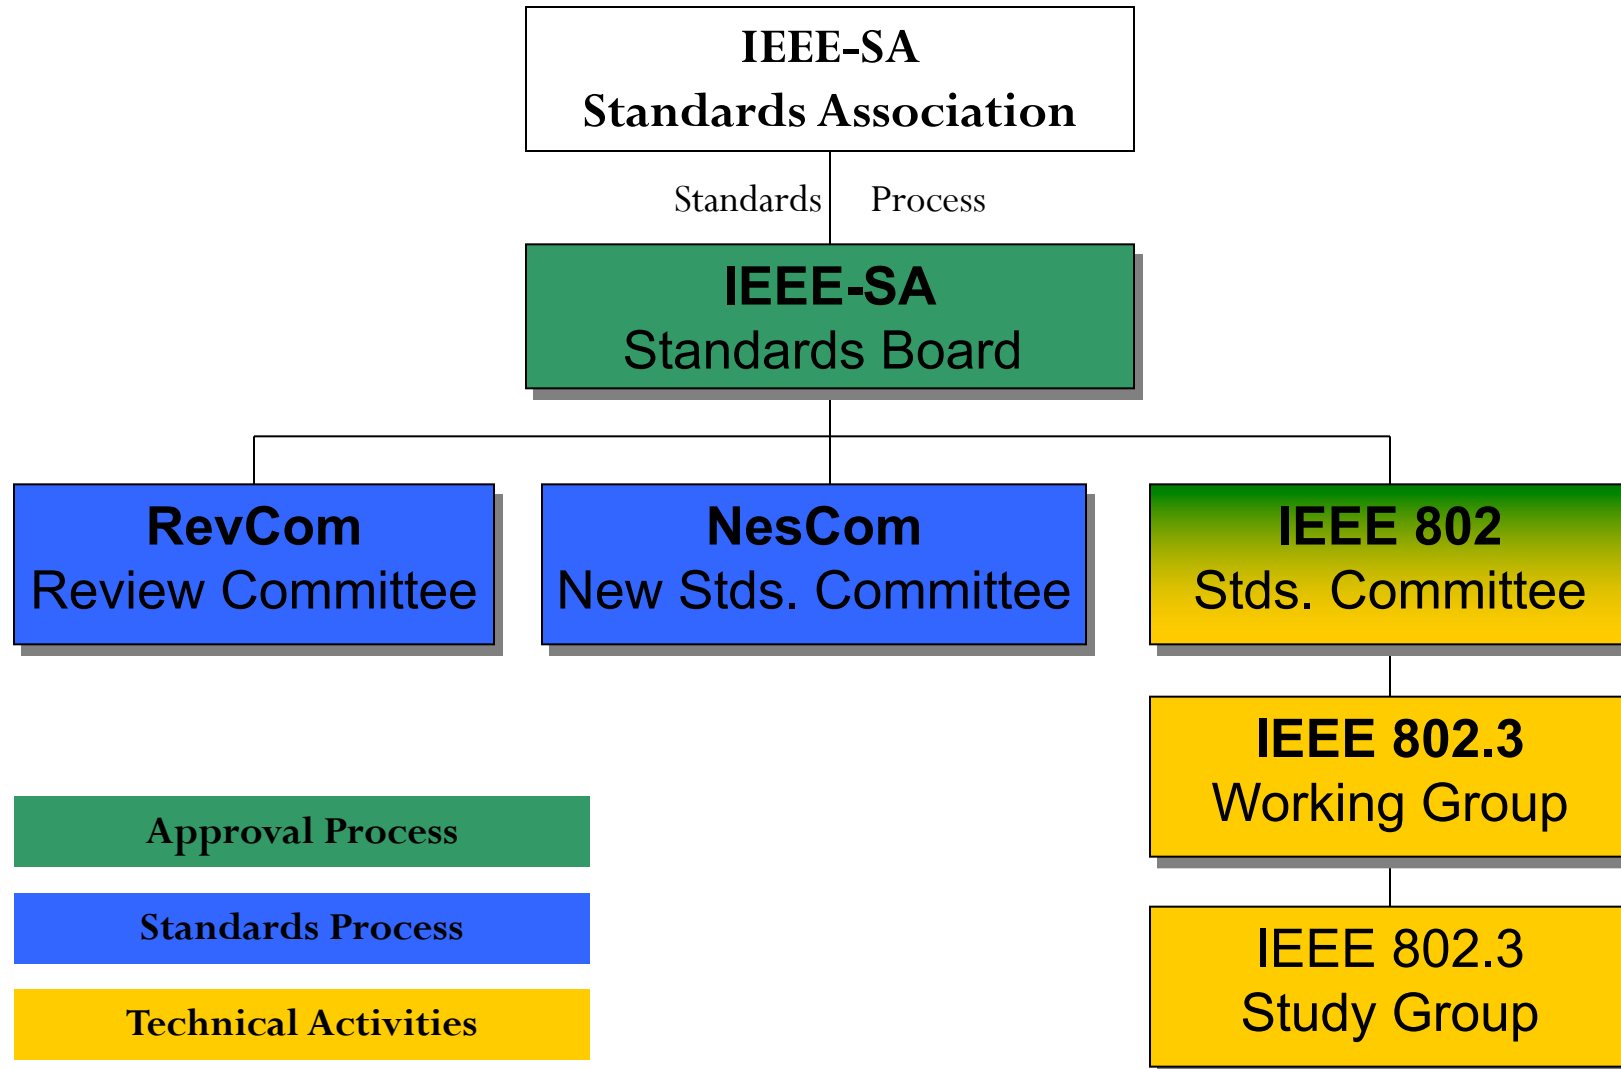 IEEE-SA
Standards Association
Standards Process
IEEE-SA
Standards Board
RevCom
Review Committee
NesCom
New Stds. Committee
IEEE 802
Stds. Committee
IEEE 802.3
Working Group
IEEE 802.3
Study Group
Approval Process
Standards Process
Technical Activities